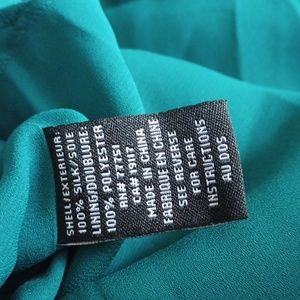 SHELL/EXTERIEUR:
100% SILK/SOIE
LINING/DOUBLURE:
100% POLYESTER
RN# 77751
CA# 19117
MADE IN CHINA
FABRIQUE EN CHINE
SEE REVERSE
FOR CARE
INSTRUCTIONS
AU DOS